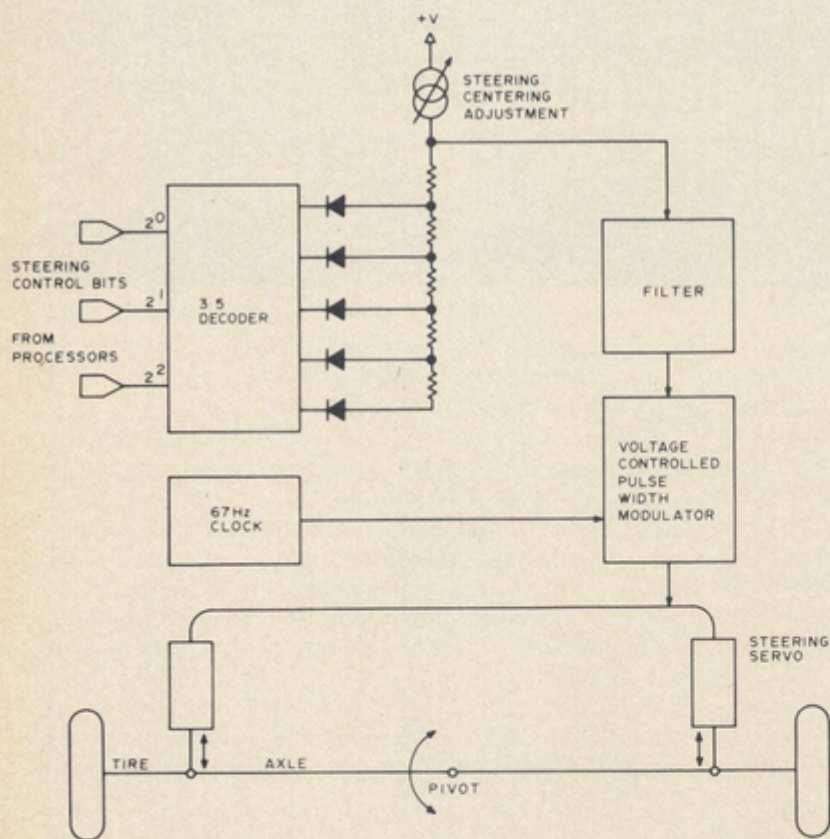 +V
STEERING
CENTERING
ADJUSTMENT
2⁰
STEERING
CONTROL BITS
2¹
FROM
PROCESSORS
2²
3:5
DECODER
FILTER
VOLTAGE
CONTROLLED
PULSE
WIDTH
MODULATOR
67Hz
CLOCK
STEERING
SERVO
TIRE
AXLE
PIVOT